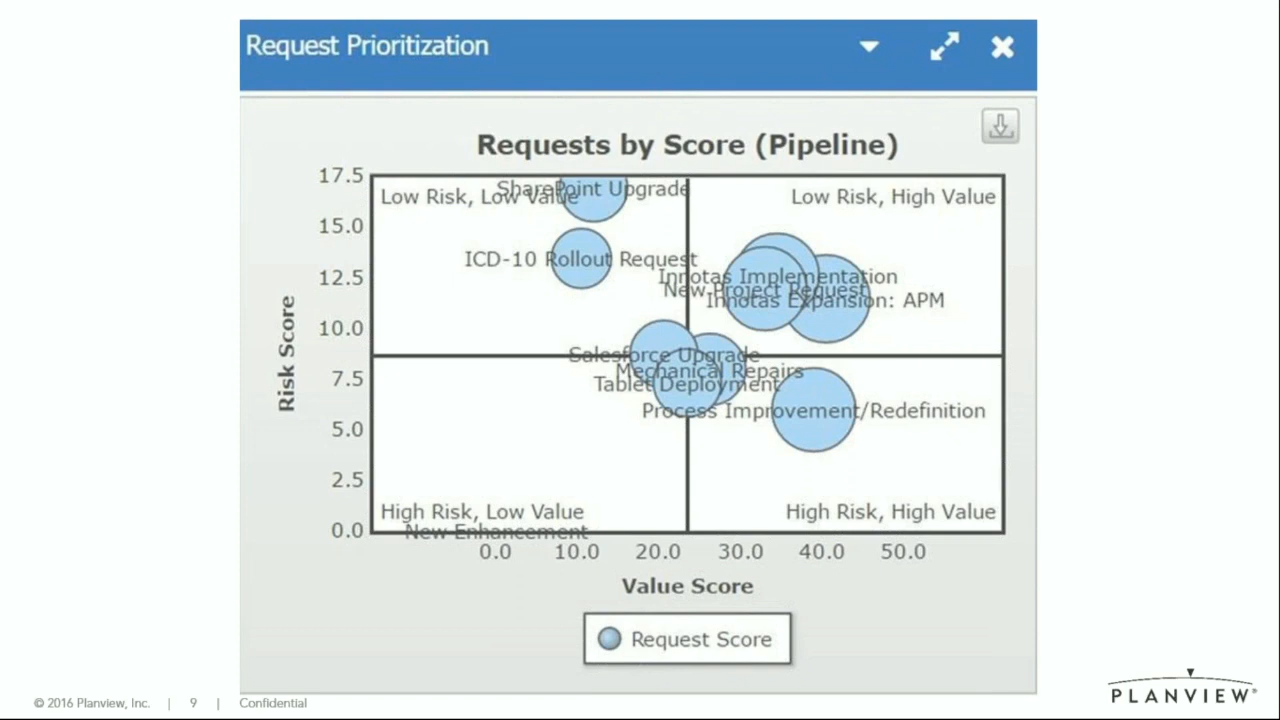 Request Prioritization
Requests by Score (Pipeline)
17.5
Low Risk, Low Value
SharePoint Upgrade
Low Risk, High Value
15.0
ICD-10 Rollout Request
12.5
Innotas Implementation
New Project Request
Innotas Expansion: APM
10.0
Risk Score
Salesforce Upgrade
Mechanical Repairs
7.5
Tablet Deployment
Process Improvement/Redefinition
5.0
2.5
High Risk, Low Value
High Risk, High Value
0.0
New Enhancement
0.0 10.0 20.0 30.0 40.0 50.0
Value Score
Request Score
© 2016 Planview, Inc. | 9 | Confidential
PLANVIEW®